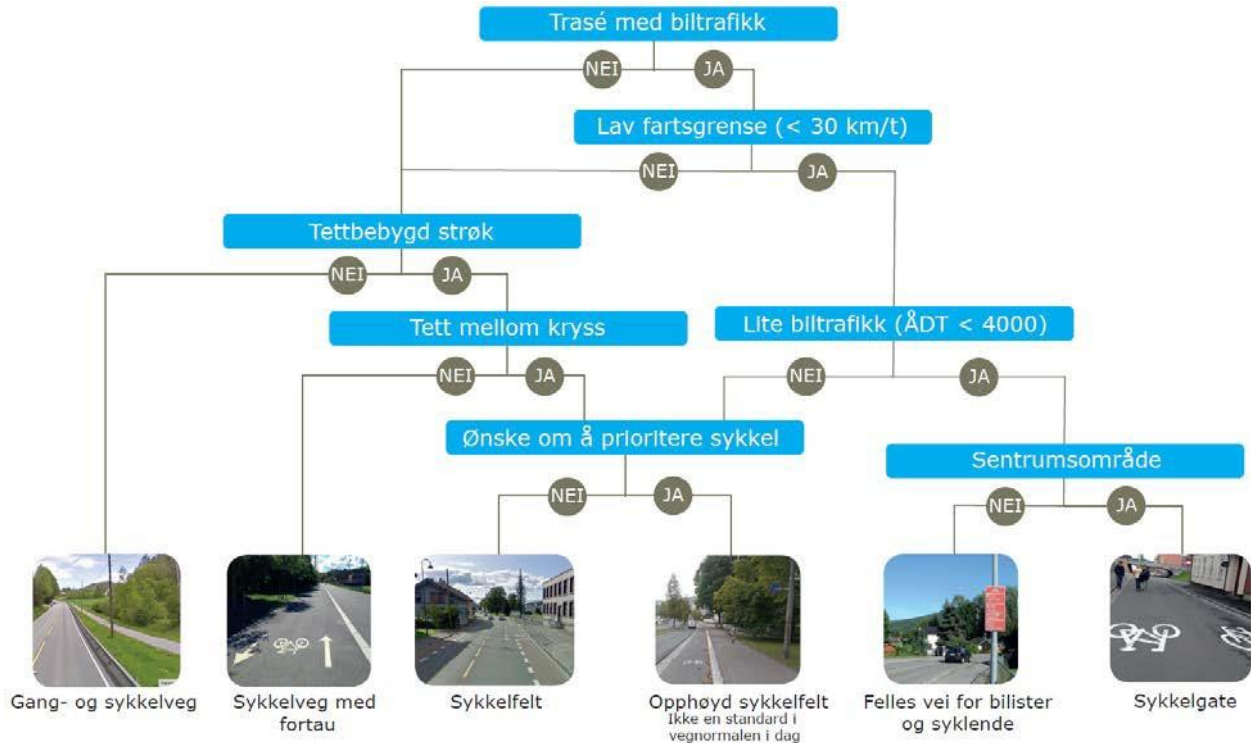 Trasé med biltrafikk
NEI
JA
Lav fartsgrense (< 30 km/t)
NEI
JA
Tettbebygd strøk
NEI
JA
Tett mellom kryss
Lite biltrafikk (ÅDT < 4000)
NEI
JA
NEI
JA
Ønske om å prioritere sykkel
Sentrumsområde
NEI
JA
NEI
JA
Gang- og sykkelveg
Sykkelveg med
fortau
Sykkelfelt
Opphøyd sykkelfelt
Ikke en standard i
vegnormalen i dag
Felles vei for bilister
og syklende
Sykkelgate